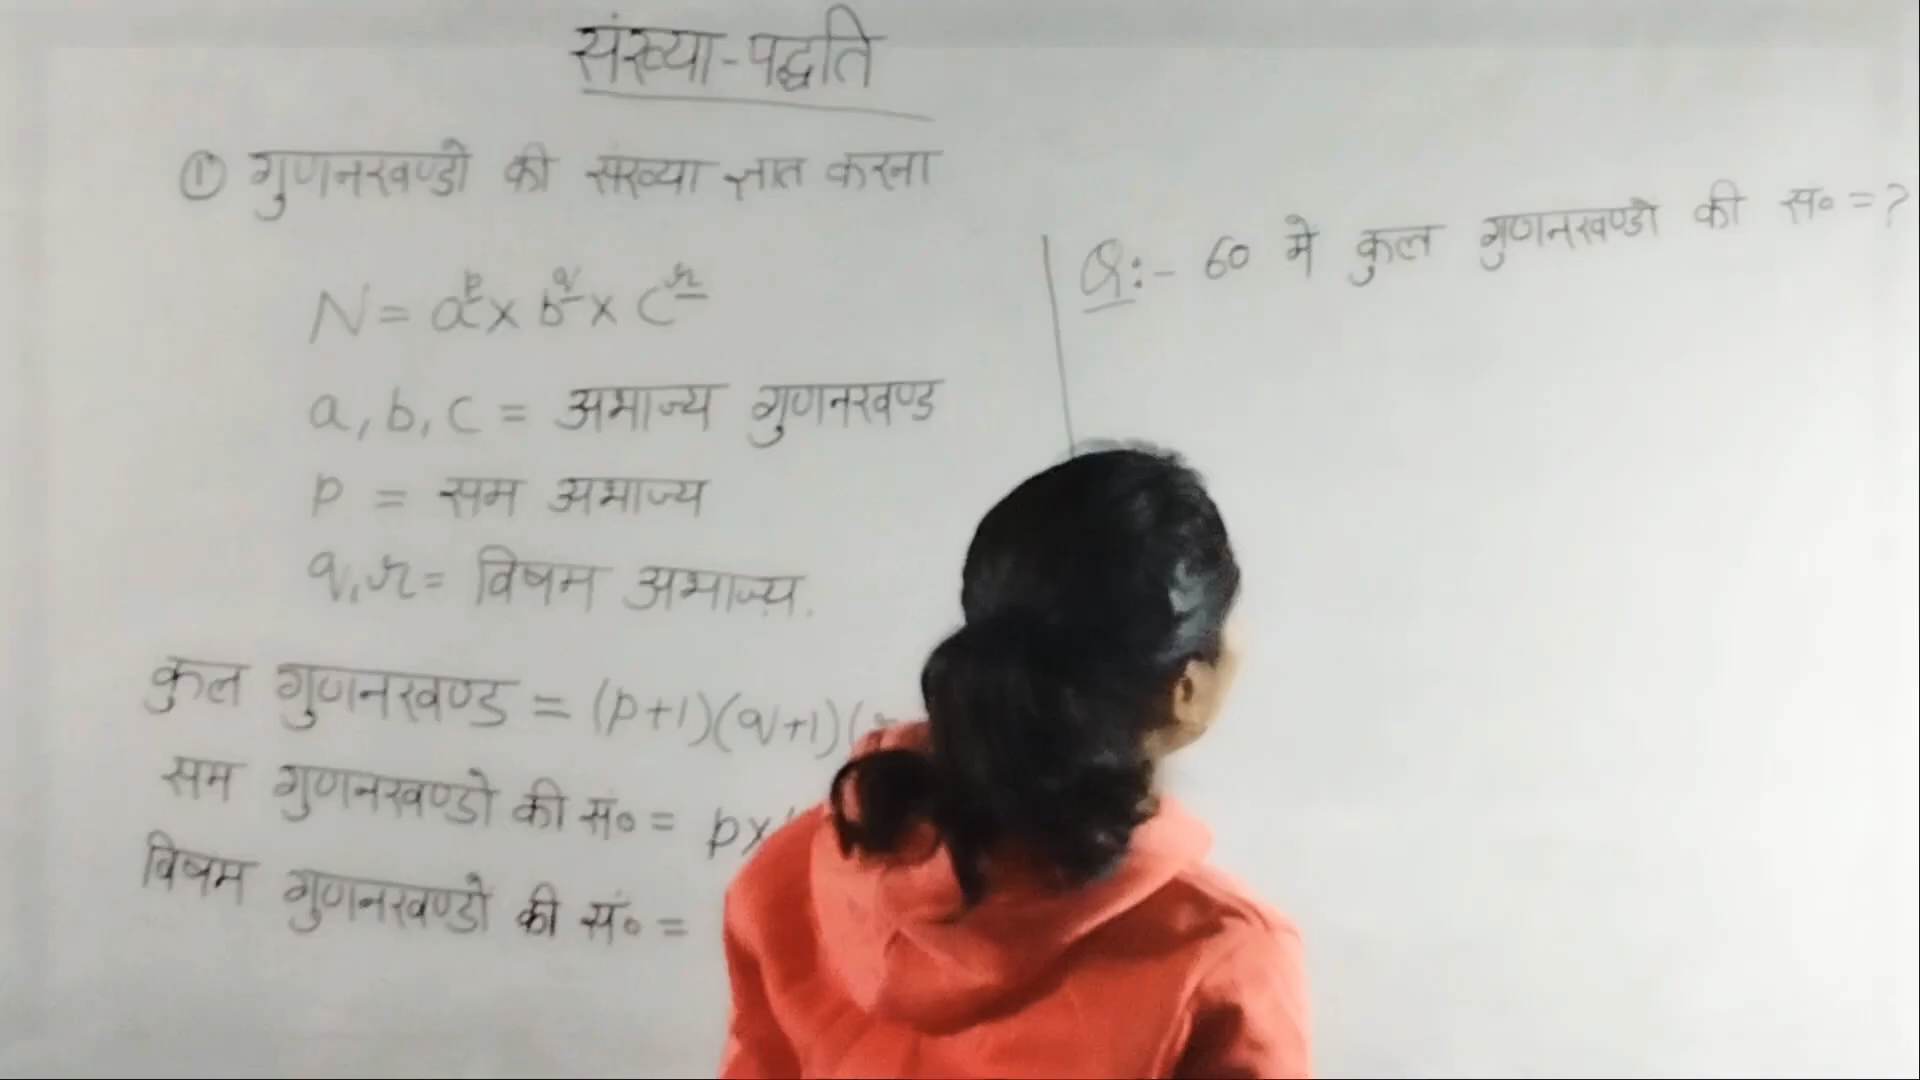 संख्या-पद्धति
① गुणनखण्डो की संख्या ज्ञात करना
N = a^p × b^q × c^r
a, b, c = अभाज्य गुणनखण्ड
p = सम अभाज्य
q, r = विषम अभाज्य.
कुल गुणनखण्ड = (p+1)(q+1)(
सम गुणनखण्डो की सं० = p×
विषम गुणनखण्डो की सं० =
Q:- 60 मे कुल गुणनखण्डो की स० = ?